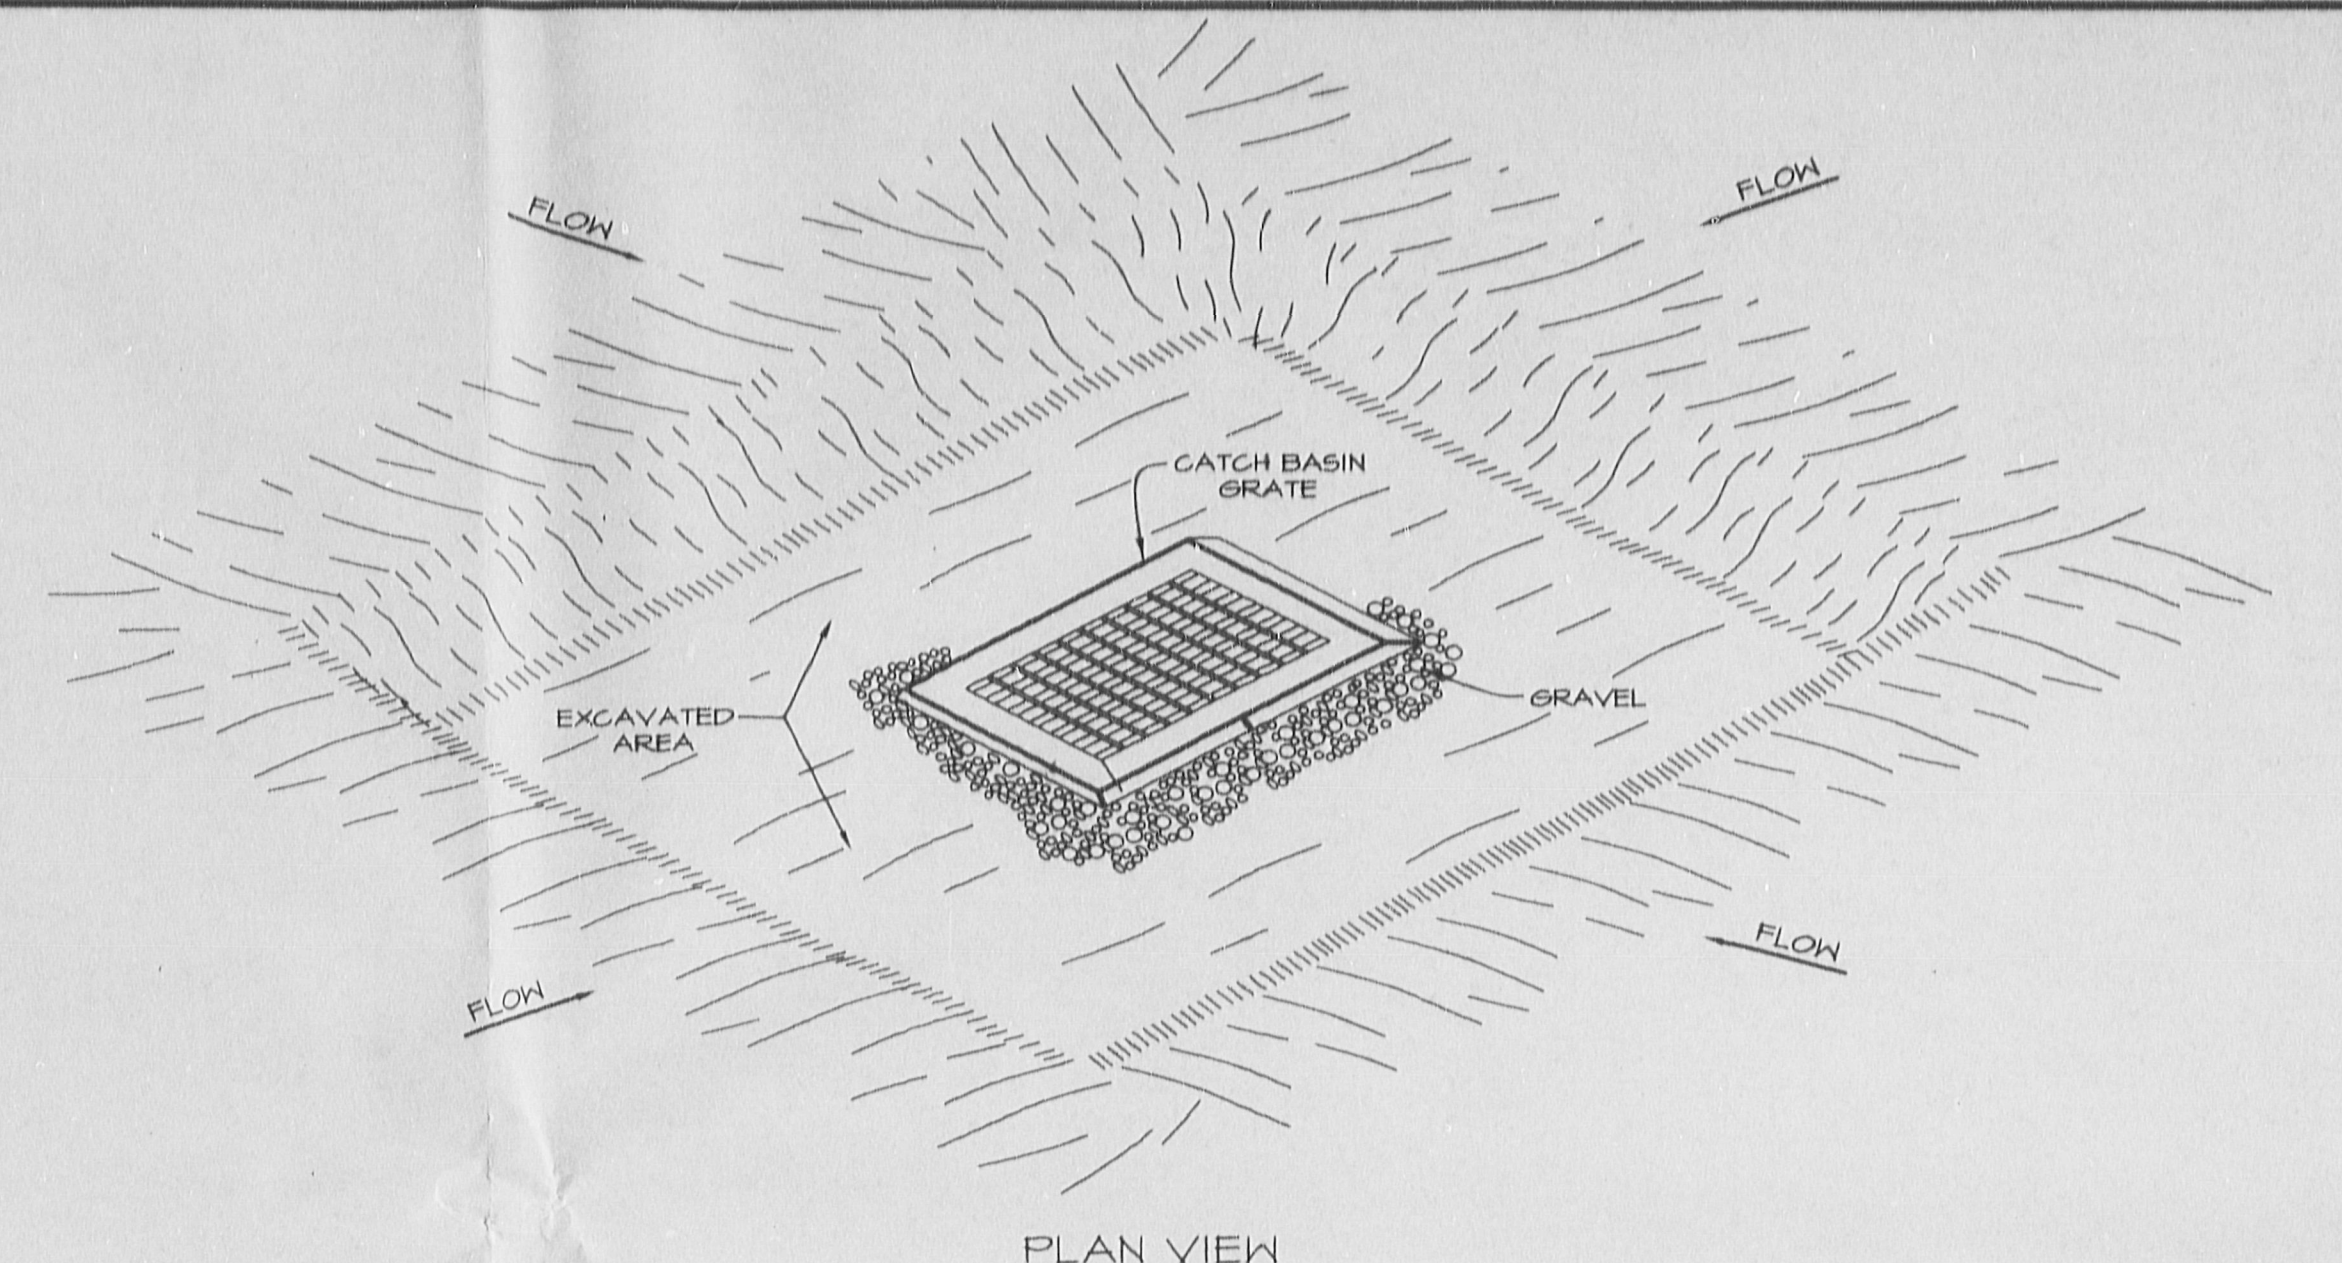 FLOW
FLOW
CATCH BASIN
GRATE
GRAVEL
EXCAVATED
AREA
FLOW
FLOW
PLAN VIEW